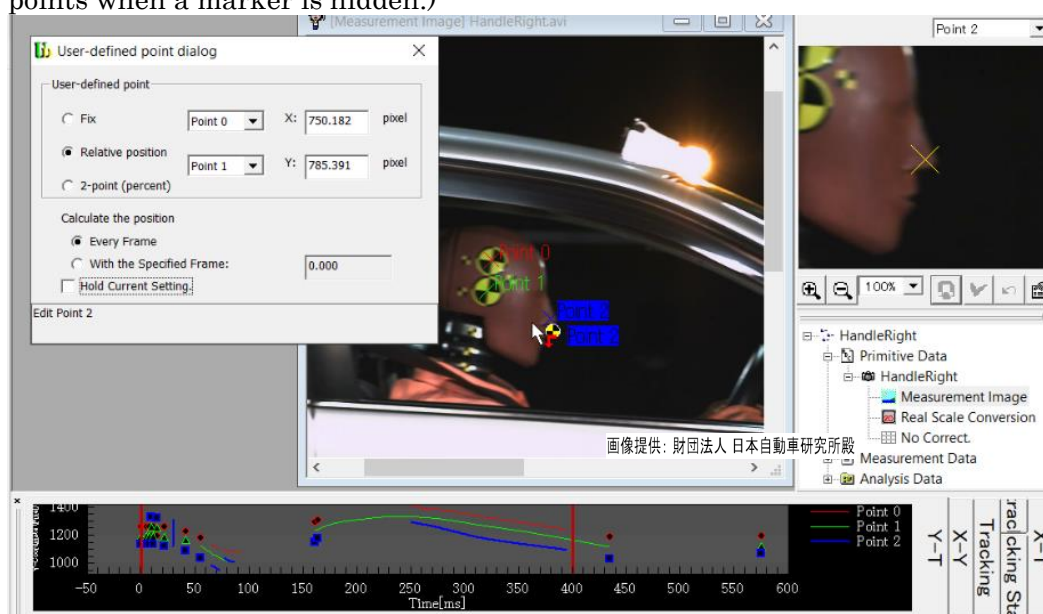 points when a marker is hidden.)
[Measurement Image] HandleRight.avi
Point 2
User-defined point dialog
User-defined point
Fix
Point 0
X:
750.182
pixel
Relative position
Point 1
Y:
785.391
pixel
2-point (percent)
Calculate the position
Every Frame
With the Specified Frame:
0.000
Hold Current Setting.
Edit Point 2
Point 0
Point 1
Point 2
Point 2
画像提供: 財団法人 日本自動車研究所殿
100%
HandleRight
Primitive Data
HandleRight
Measurement Image
Real Scale Conversion
No Correct.
Measurement Data
Analysis Data
1400
1200
1000
-50 0 50 100 150 200 250 300 350 400 450 500 550 600
Time[ms]
Point 0
Point 1
Point 2
Y-T
X-Y
Tracking